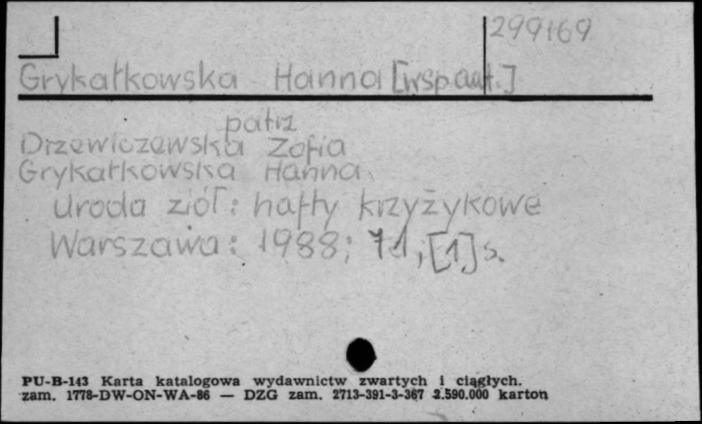 299169
Grykałkowska Hanna [wsp.aut.]
patrz
Drzewiczewska Zofia
Grykałkowska Hanna
Uroda ziół: hafty krzyżykowe
Warszawa: 1988; 71,[1]s.
PU-B-143 Karta katalogowa wydawnictw zwartych i ciągłych.
zam. 1778-DW-ON-WA-86 — DZG zam. 2713-391-3-367 2.590.000 karton